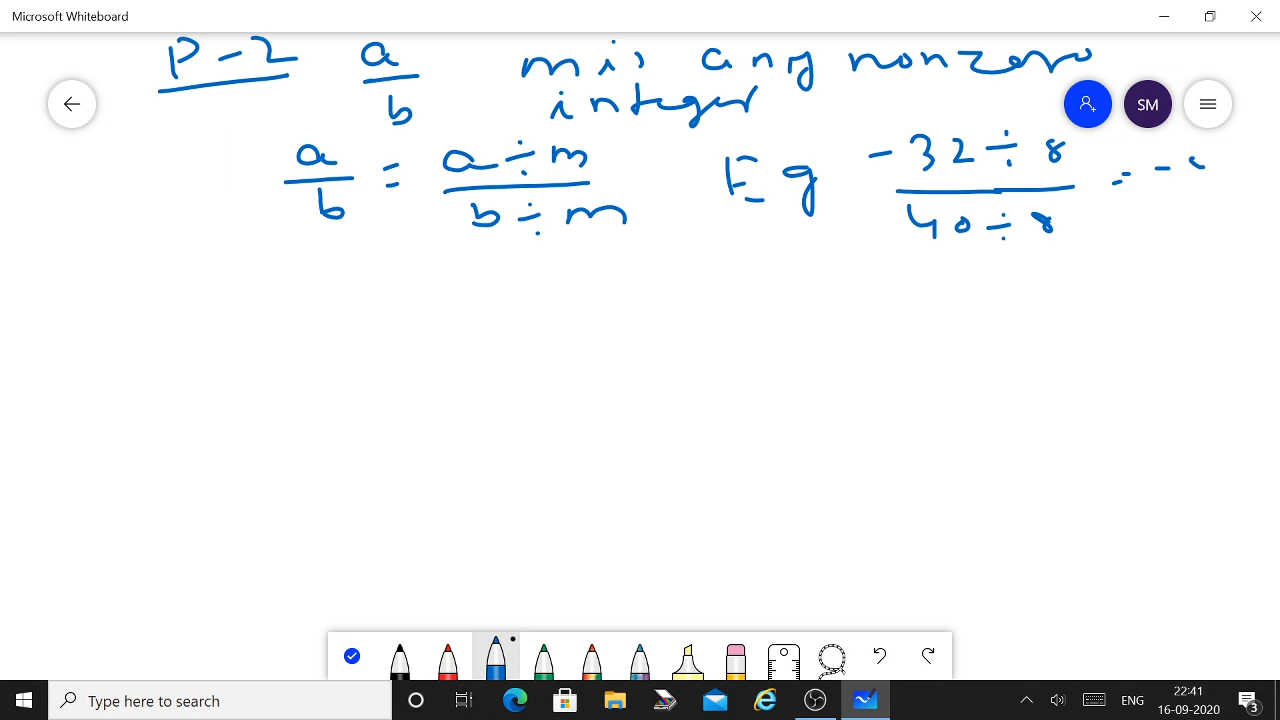 Microsoft Whiteboard
P-2 a/b m is any nonzero
integer
a/b = a÷m/b÷m Eg -32÷8/40÷8 = -
SM
Type here to search
ENG
22:41
16-09-2020
3